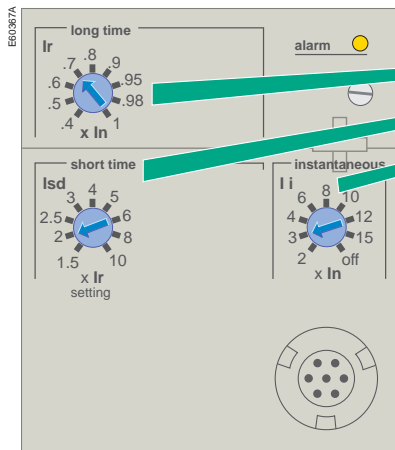 E60367A
long time
Ir
.4 .5 .6 .7 .8 .9 .95 .98 1
x In
alarm
short time
Isd
1.5 2 2.5 3 4 5 6 8 10
x Ir
setting
instantaneous
I i
2 3 4 6 8 10 12 15 off
x In